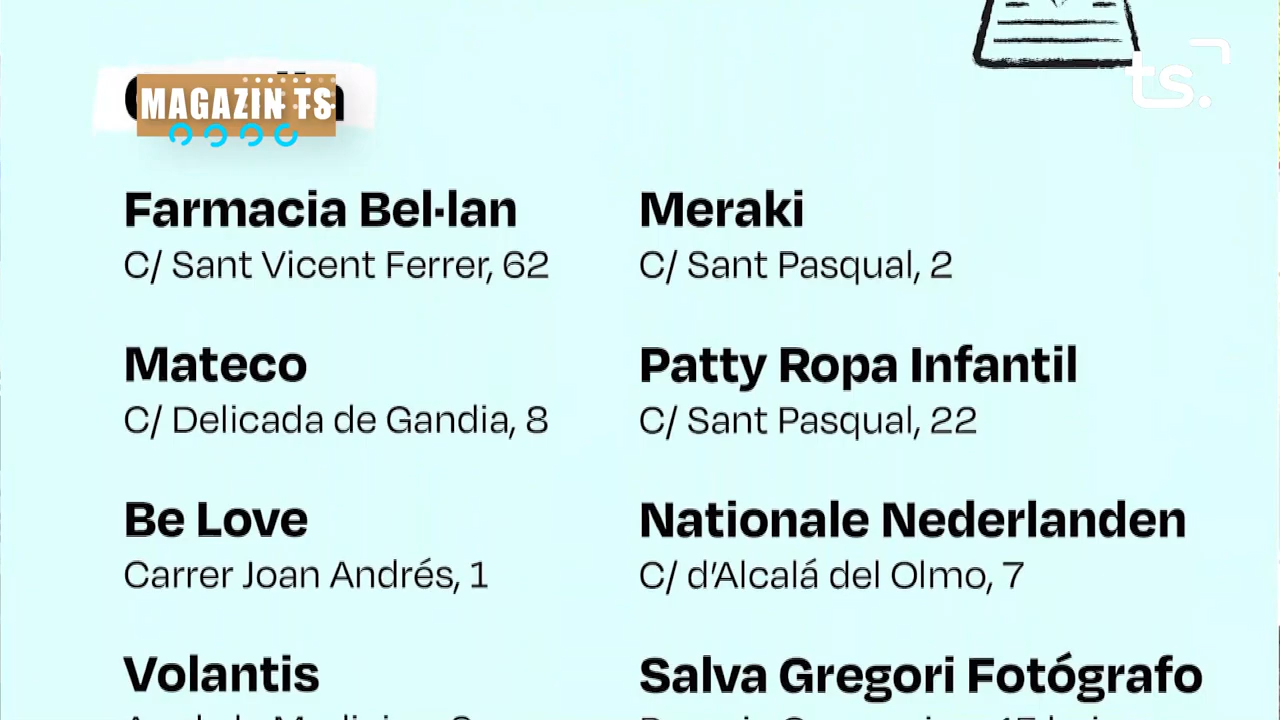 ts.
MAGAZIN TS
Farmacia Bel·lan
C/ Sant Vicent Ferrer, 62
Mateco
C/ Delicada de Gandia, 8
Be Love
Carrer Joan Andrés, 1
Volantis
Meraki
C/ Sant Pasqual, 2
Patty Ropa Infantil
C/ Sant Pasqual, 22
Nationale Nederlanden
C/ d’Alcalá del Olmo, 7
Salva Gregori Fotógrafo